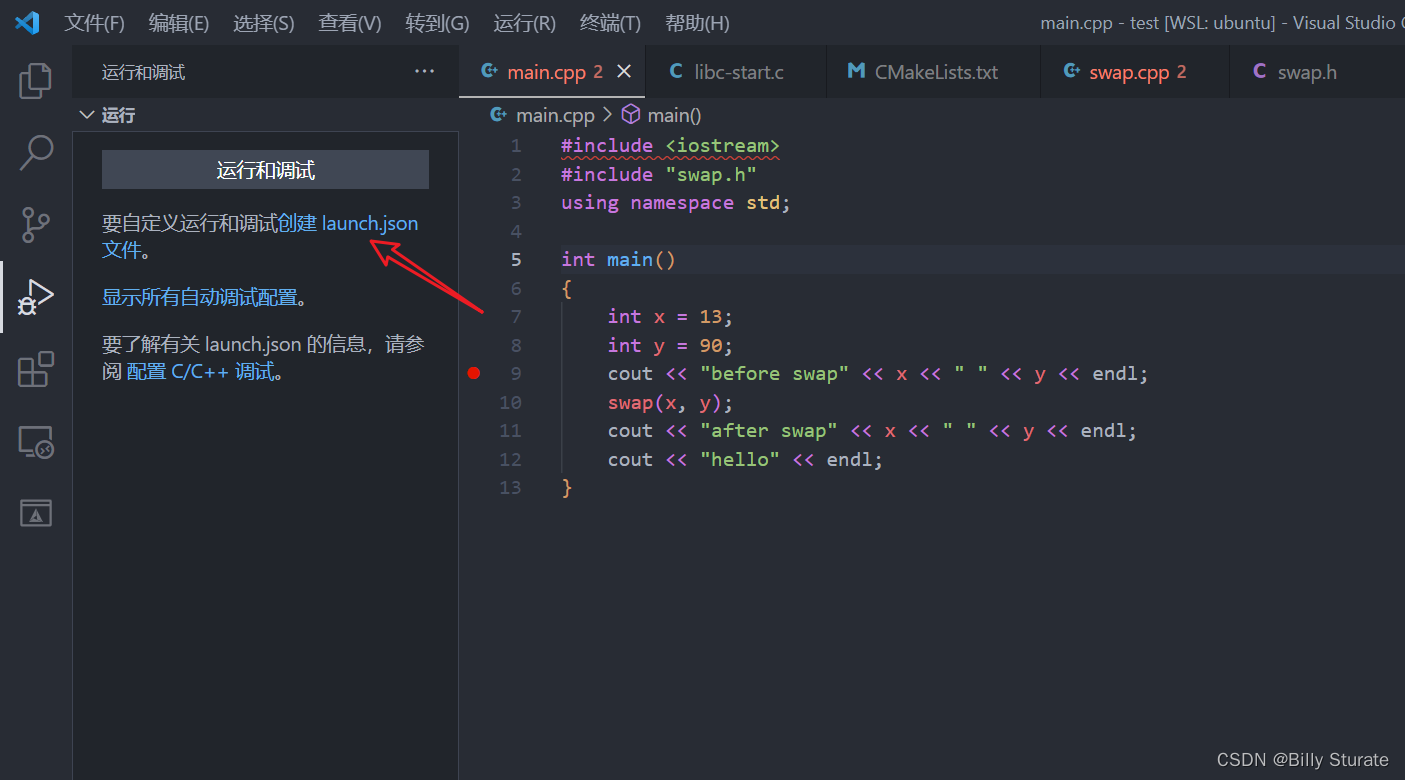 文件(F) 编辑(E) 选择(S) 查看(V) 转到(G) 运行(R) 终端(T) 帮助(H) main.cpp - test [WSL: ubuntu] - Visual Studio
运行和调试 ···
main.cpp 2 libc-start.c CMakeLists.txt swap.cpp 2 swap.h
运行
运行和调试
要自定义运行和调试创建 launch.json
文件。
显示所有自动调试配置。
要了解有关 launch.json 的信息，请参
阅 配置 C/C++ 调试。
main.cpp > main()
1 #include <iostream>
2 #include "swap.h"
3 using namespace std;
4
5 int main()
6 {
7 int x = 13;
8 int y = 90;
9 cout << "before swap" << x << " " << y << endl;
10 swap(x, y);
11 cout << "after swap" << x << " " << y << endl;
12 cout << "hello" << endl;
13 }
CSDN @Billy Sturate